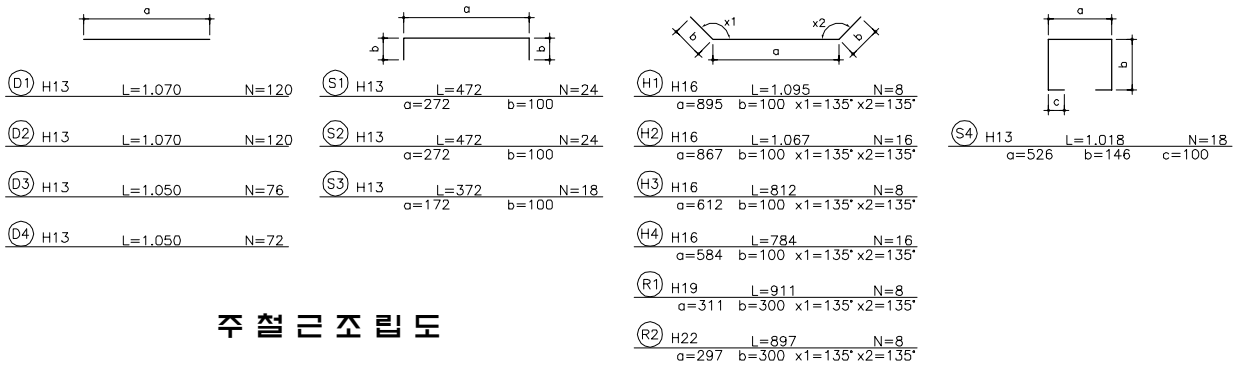 a
D1 H13 L=1.070 N=120
D2 H13 L=1.070 N=120
D3 H13 L=1.050 N=76
D4 H13 L=1.050 N=72
a
b b
S1 H13 L=472 N=24
a=272 b=100
S2 H13 L=472 N=24
a=272 b=100
S3 H13 L=372 N=18
a=172 b=100
x1 x2
b b
a
H1 H16 L=1.095 N=8
a=895 b=100 x1=135° x2=135°
H2 H16 L=1.067 N=16
a=867 b=100 x1=135° x2=135°
H3 H16 L=812 N=8
a=612 b=100 x1=135° x2=135°
H4 H16 L=784 N=16
a=584 b=100 x1=135° x2=135°
R1 H19 L=911 N=8
a=311 b=300 x1=135° x2=135°
R2 H22 L=897 N=8
a=297 b=300 x1=135° x2=135°
a
b
c
S4 H13 L=1.018 N=18
a=526 b=146 c=100
주철근조립도